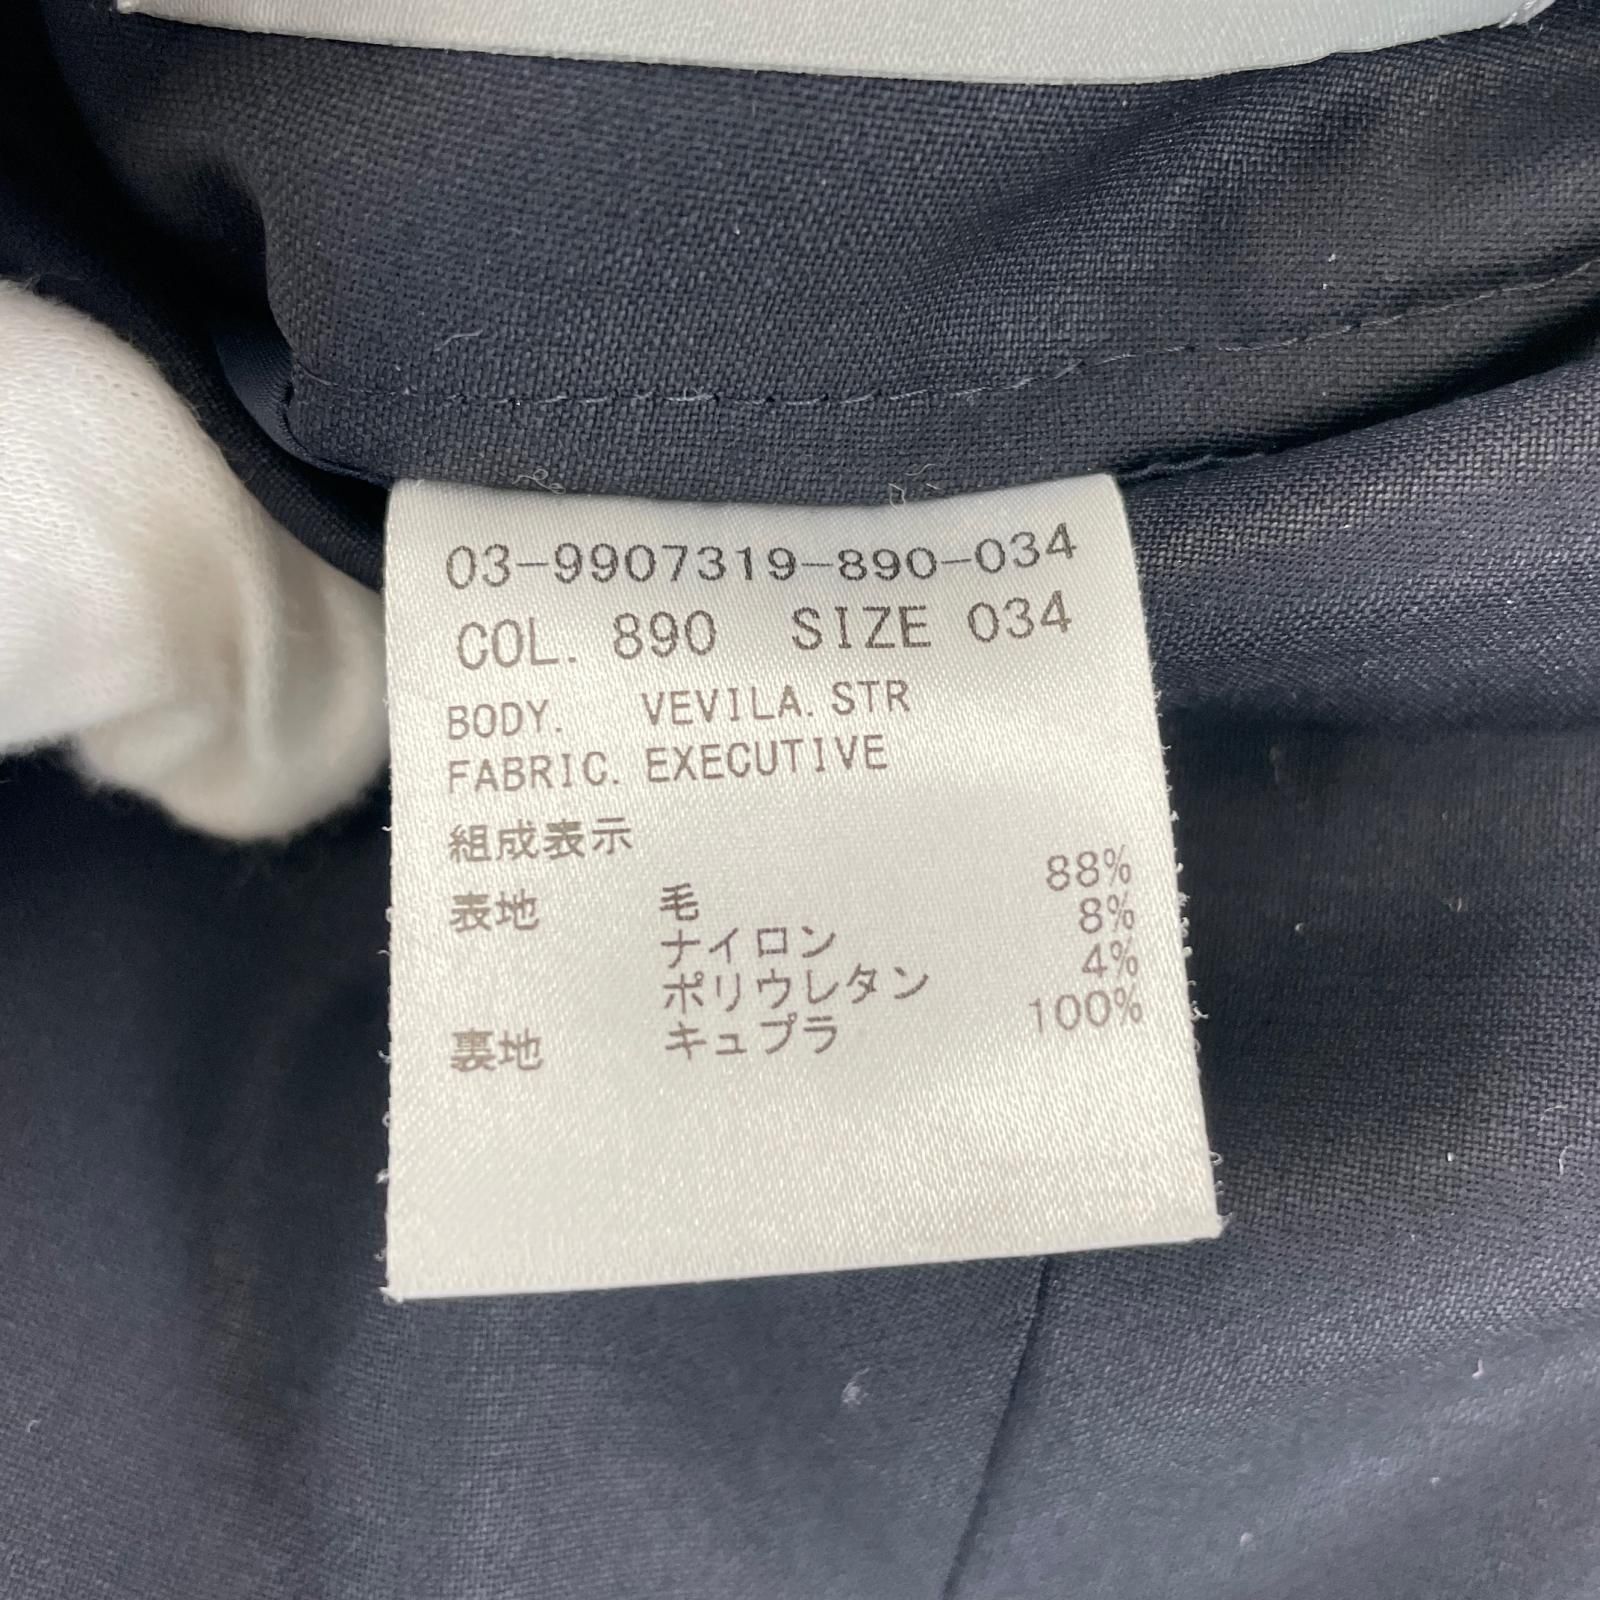 03-9907319-890-034
COL. 890 SIZE 034
BODY. VEVILA. STR
FABRIC. EXECUTIVE
組成表示
表地 毛 88%
ナイロン 8%
ポリウレタン 4%
裏地 キュプラ 100%